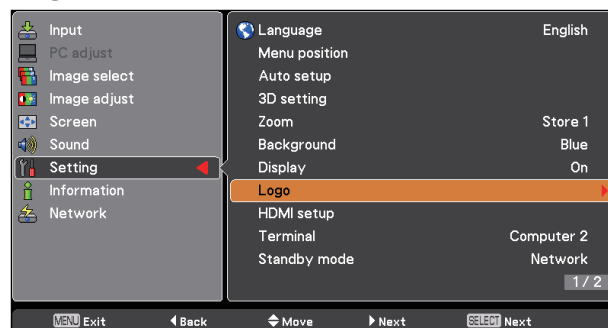 Input
PC adjust
Image select
Image adjust
Screen
Sound
Setting
Information
Network
Language English
Menu position
Auto setup
3D setting
Zoom Store 1
Background Blue
Display On
Logo
HDMI setup
Terminal Computer 2
Standby mode Network
1 / 2
MENU Exit Back Move Next SELECT Next